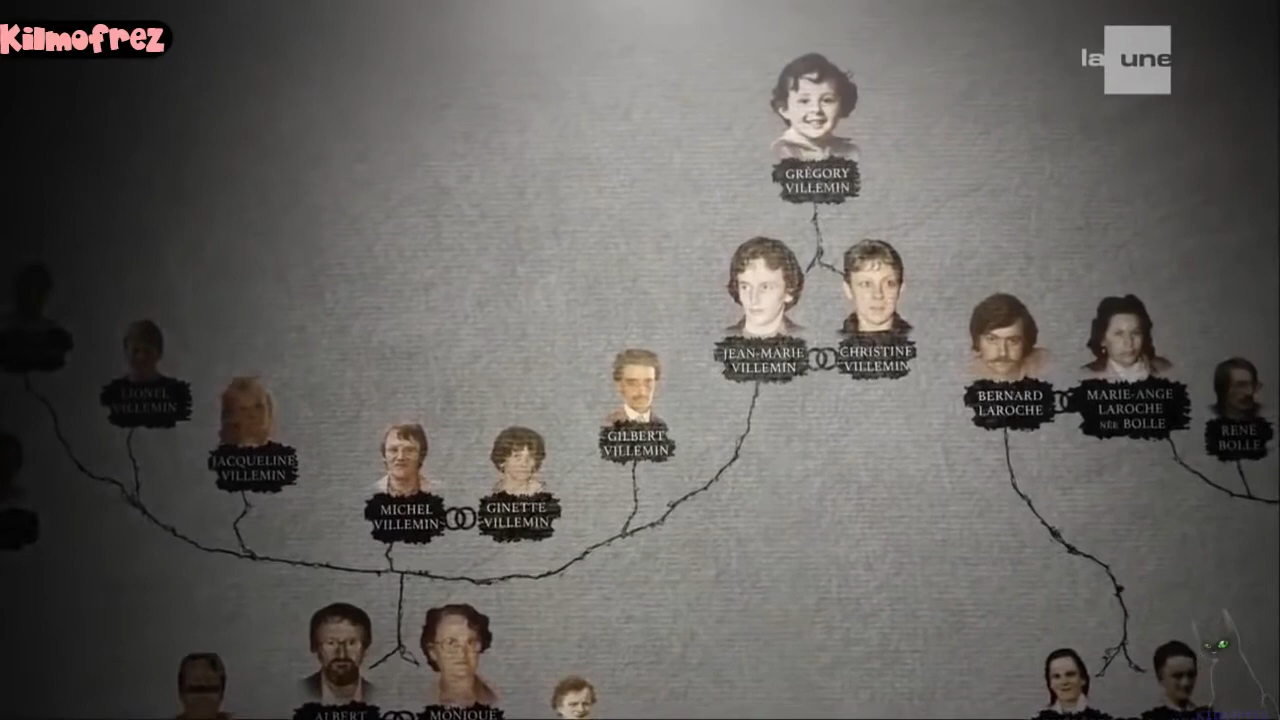 Kilmofrez
la une
GRÉGORY
VILLEMIN
JEAN-MARIE
VILLEMIN
CHRISTINE
VILLEMIN
BERNARD
LAROCHE
MARIE-ANGE
LAROCHE
NÉE BOLLE
RENÉ
BOLLE
LIONEL
VILLEMIN
JACQUELINE
VILLEMIN
GILBERT
VILLEMIN
MICHEL
VILLEMIN
GINETTE
VILLEMIN
ALBERT
MONIQUE